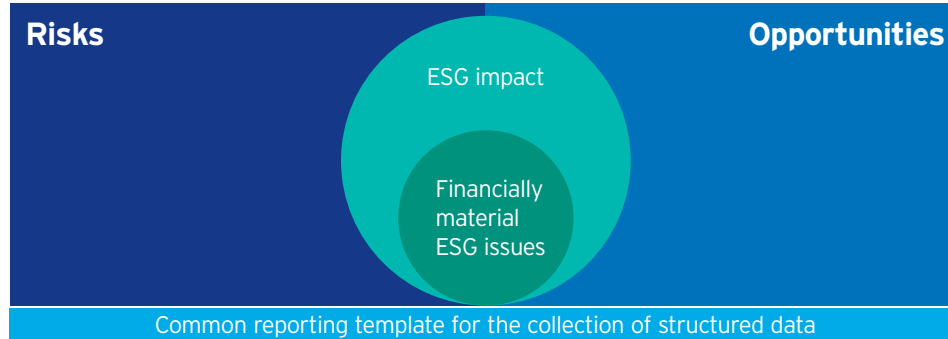 Risks
Opportunities
ESG impact
Financially
material
ESG issues
Common reporting template for the collection of structured data